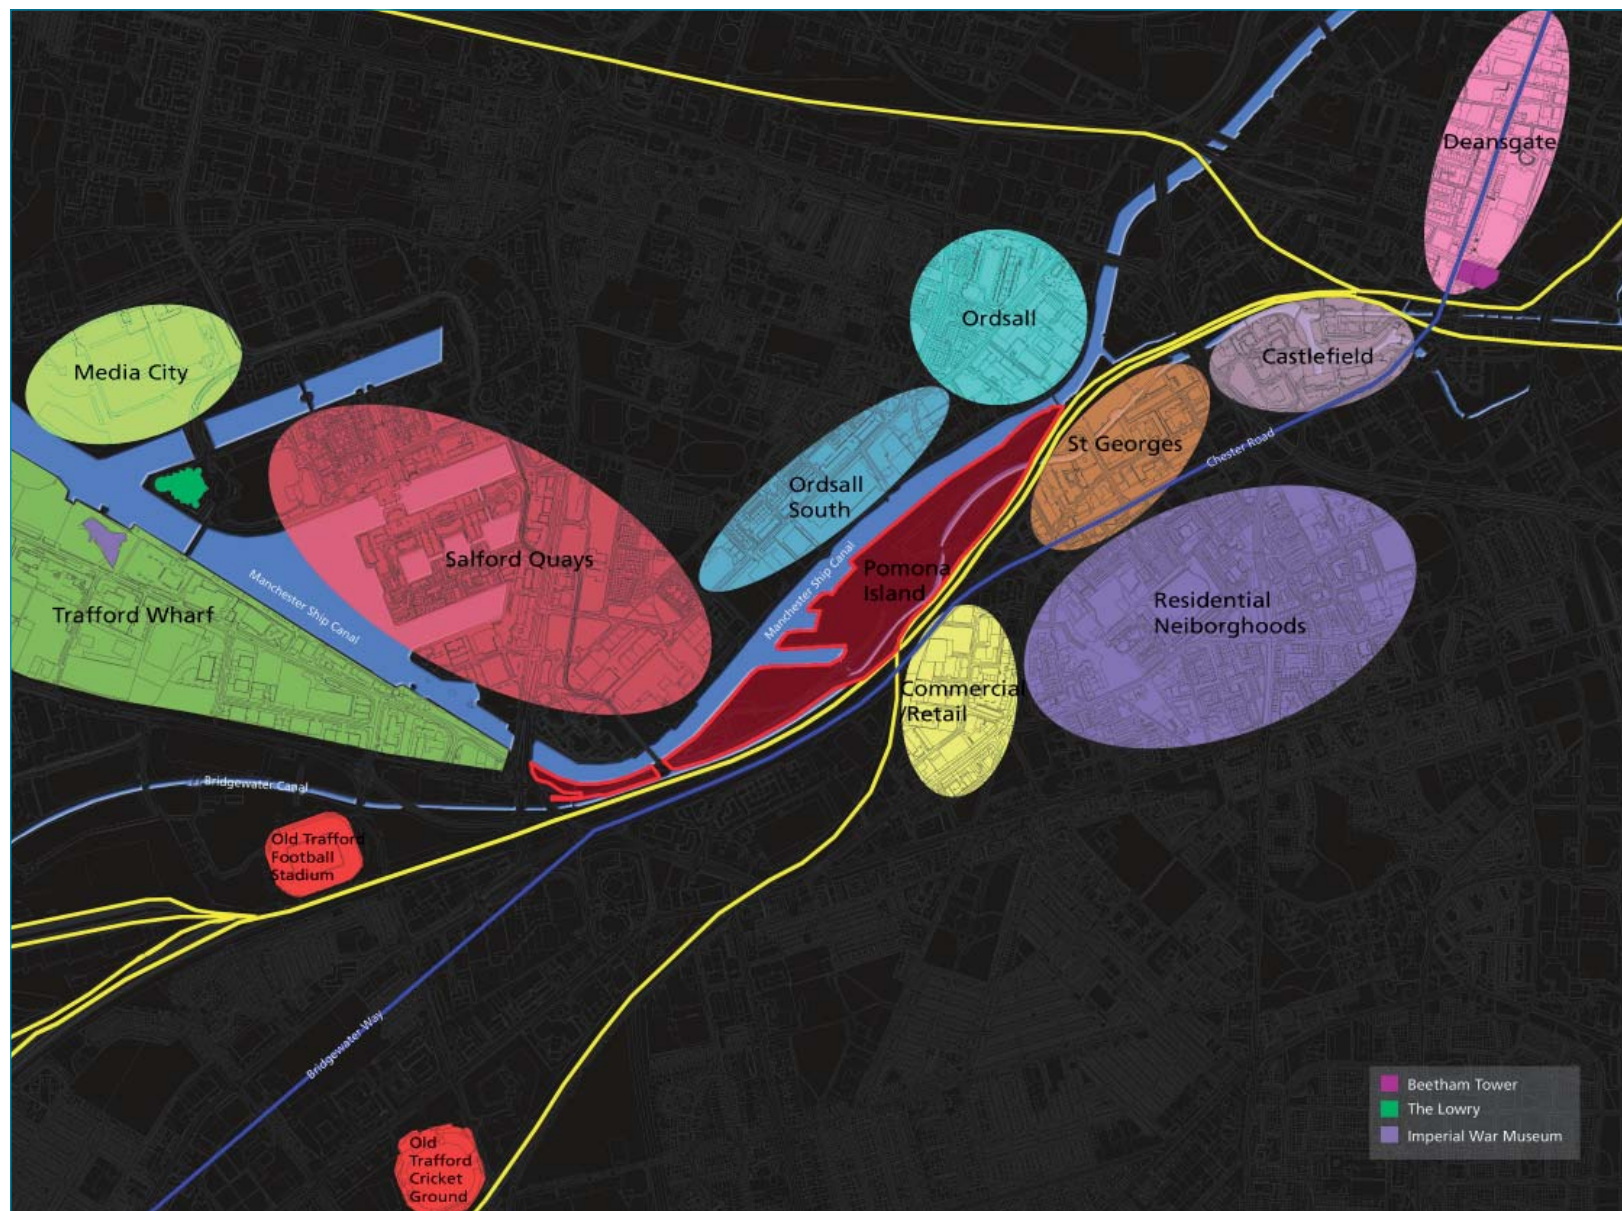 Deansgate
Ordsall
Castlefield
Media City
St Georges
Chester Road
Ordsall
South
Salford Quays
Manchester Ship Canal
Pomona
Island
Manchester Ship Canal
Trafford Wharf
Residential
Neiborghoods
Commercial
/Retail
Bridgewater Canal
Old Trafford
Football
Stadium
Bridgewater Way
Old
Trafford
Cricket
Ground
Beetham Tower
The Lowry
Imperial War Museum